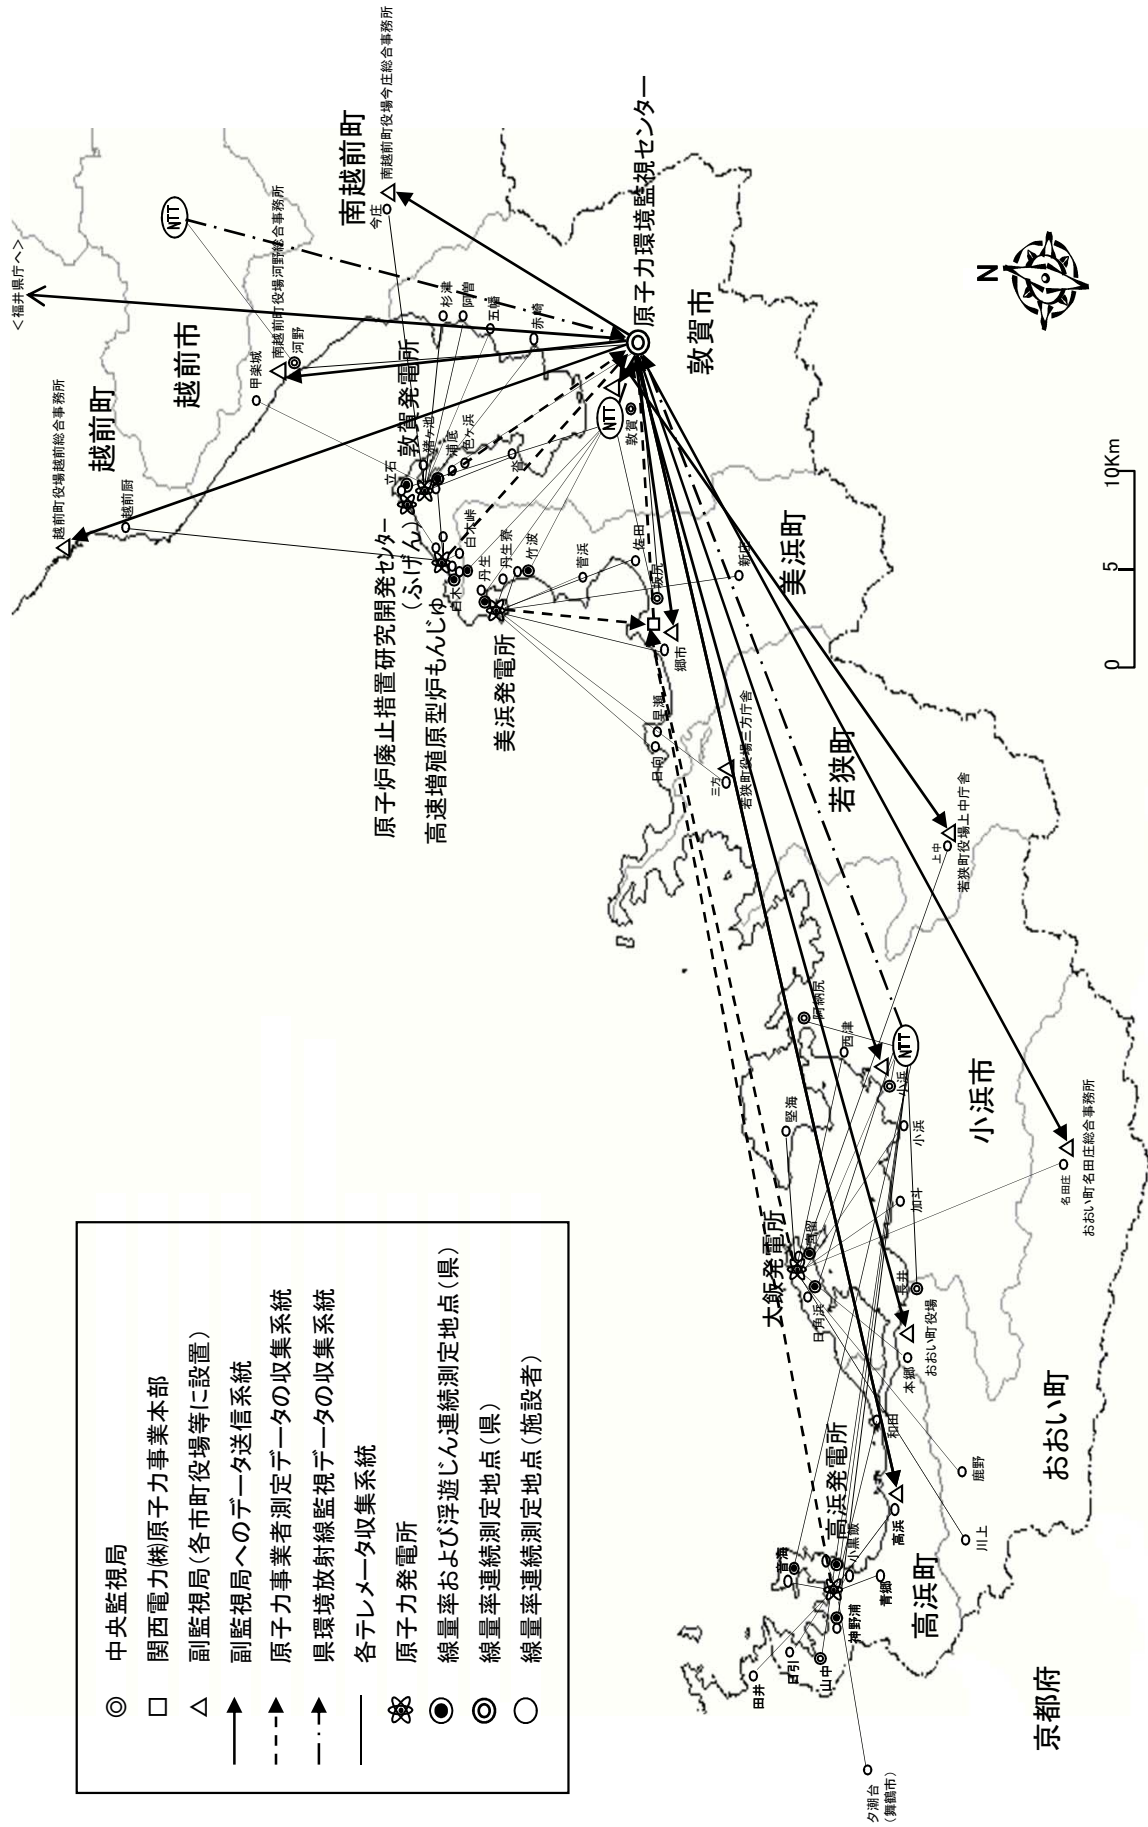 中央監視局
関西電力㈱原子力事業本部
副監視局(各市町役場等に設置)
副監視局へのデータ送信系統
原子力事業者測定データの収集系統
県環境放射線監視データの収集系統
各テレメータ収集系統
原子力発電所
線量率および浮遊じん連続測定地点(県)
線量率連続測定地点(県)
線量率連続測定地点(施設者)
<福井県庁へ>
越前町役場越前総合事務所
越前町
越前厨
越前市
甲楽城
南越前町役場河野総合事務所
河野
NTT
南越前町
南越前町役場今庄総合事務所
今庄
杉津
阿曽
五幡
赤崎
原子力環境監視センター
敦賀市
敦賀発電所
立石
猪ヶ池
浦底
色ヶ浜
沓
NTT
敦賀
原子炉廃止措置研究開発センター
(ふげん)
高速増殖原型炉もんじゅ
白木峠
白木
丹生
丹生寮
竹波
美浜発電所
菅浜
佐田
坂尻
新庄
美浜町
郷市
早瀬
日向
三方
若狭町役場三方庁舎
若狭町
上中
若狭町役場上中庁舎
N
0
5
10Km
阿納尻
西津
NTT
小浜
小浜
小浜市
堅海
加斗
名田庄
おおい町名田庄総合事務所
大飯発電所
宮留
日角浜
長井
本郷
おおい町役場
おおい町
和田
鹿野
川上
高浜発電所
音海
小黒飯
高浜
青郷
高浜町
神野浦
日引
山中
田井
夕潮台
(舞鶴市)
京都府